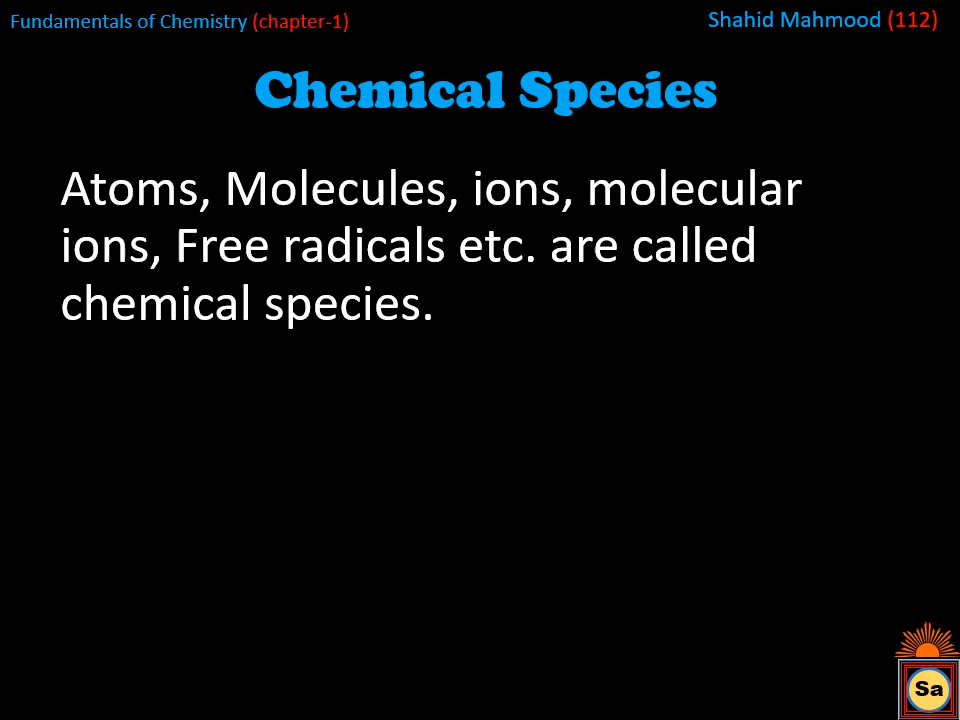 Fundamentals of Chemistry (chapter-1)
Shahid Mahmood (112)
Chemical Species
Atoms, Molecules, ions, molecular
ions, Free radicals etc. are called
chemical species.
Sa